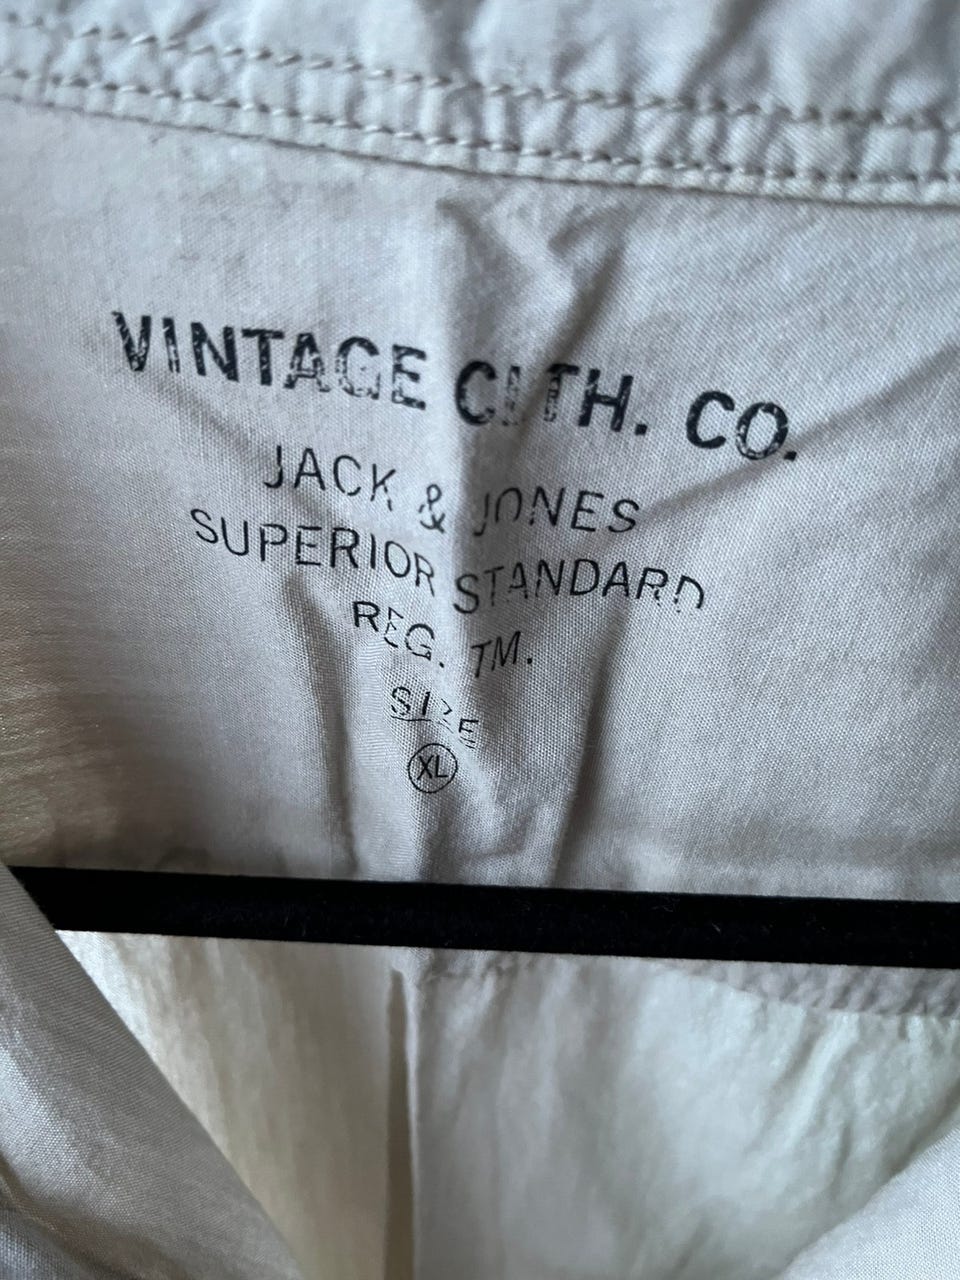 VINTAGE CLTH. CO.
JACK & JONES
SUPERIOR STANDARD
REG. TM.
SIZE
XL